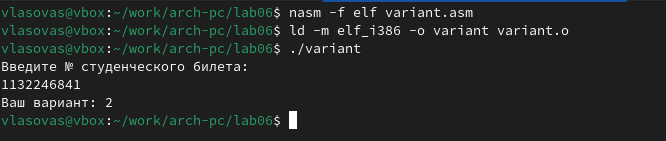 vlasovas@vbox:~/work/arch-pc/lab06$ nasm -f elf variant.asm
vlasovas@vbox:~/work/arch-pc/lab06$ ld -m elf_i386 -o variant variant.o
vlasovas@vbox:~/work/arch-pc/lab06$ ./variant
Введите № студенческого билета:
1132246841
Ваш вариант: 2
vlasovas@vbox:~/work/arch-pc/lab06$